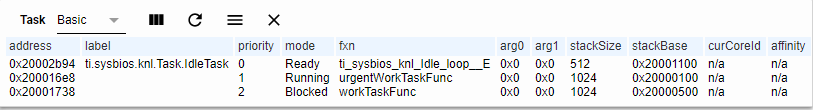 Task Basic
address label priority mode fxn arg0 arg1 stackSize stackBase curCoreId affinity
0x20002b94 ti.sysbios.knl.Task.IdleTask 0 Ready ti_sysbios_knl_Idle_loop__E 0x0 0x0 512 0x20001100 n/a n/a
0x200016e8 1 Running urgentWorkTaskFunc 0x0 0x0 1024 0x20000100 n/a n/a
0x20001738 2 Blocked workTaskFunc 0x0 0x0 1024 0x20000500 n/a n/a